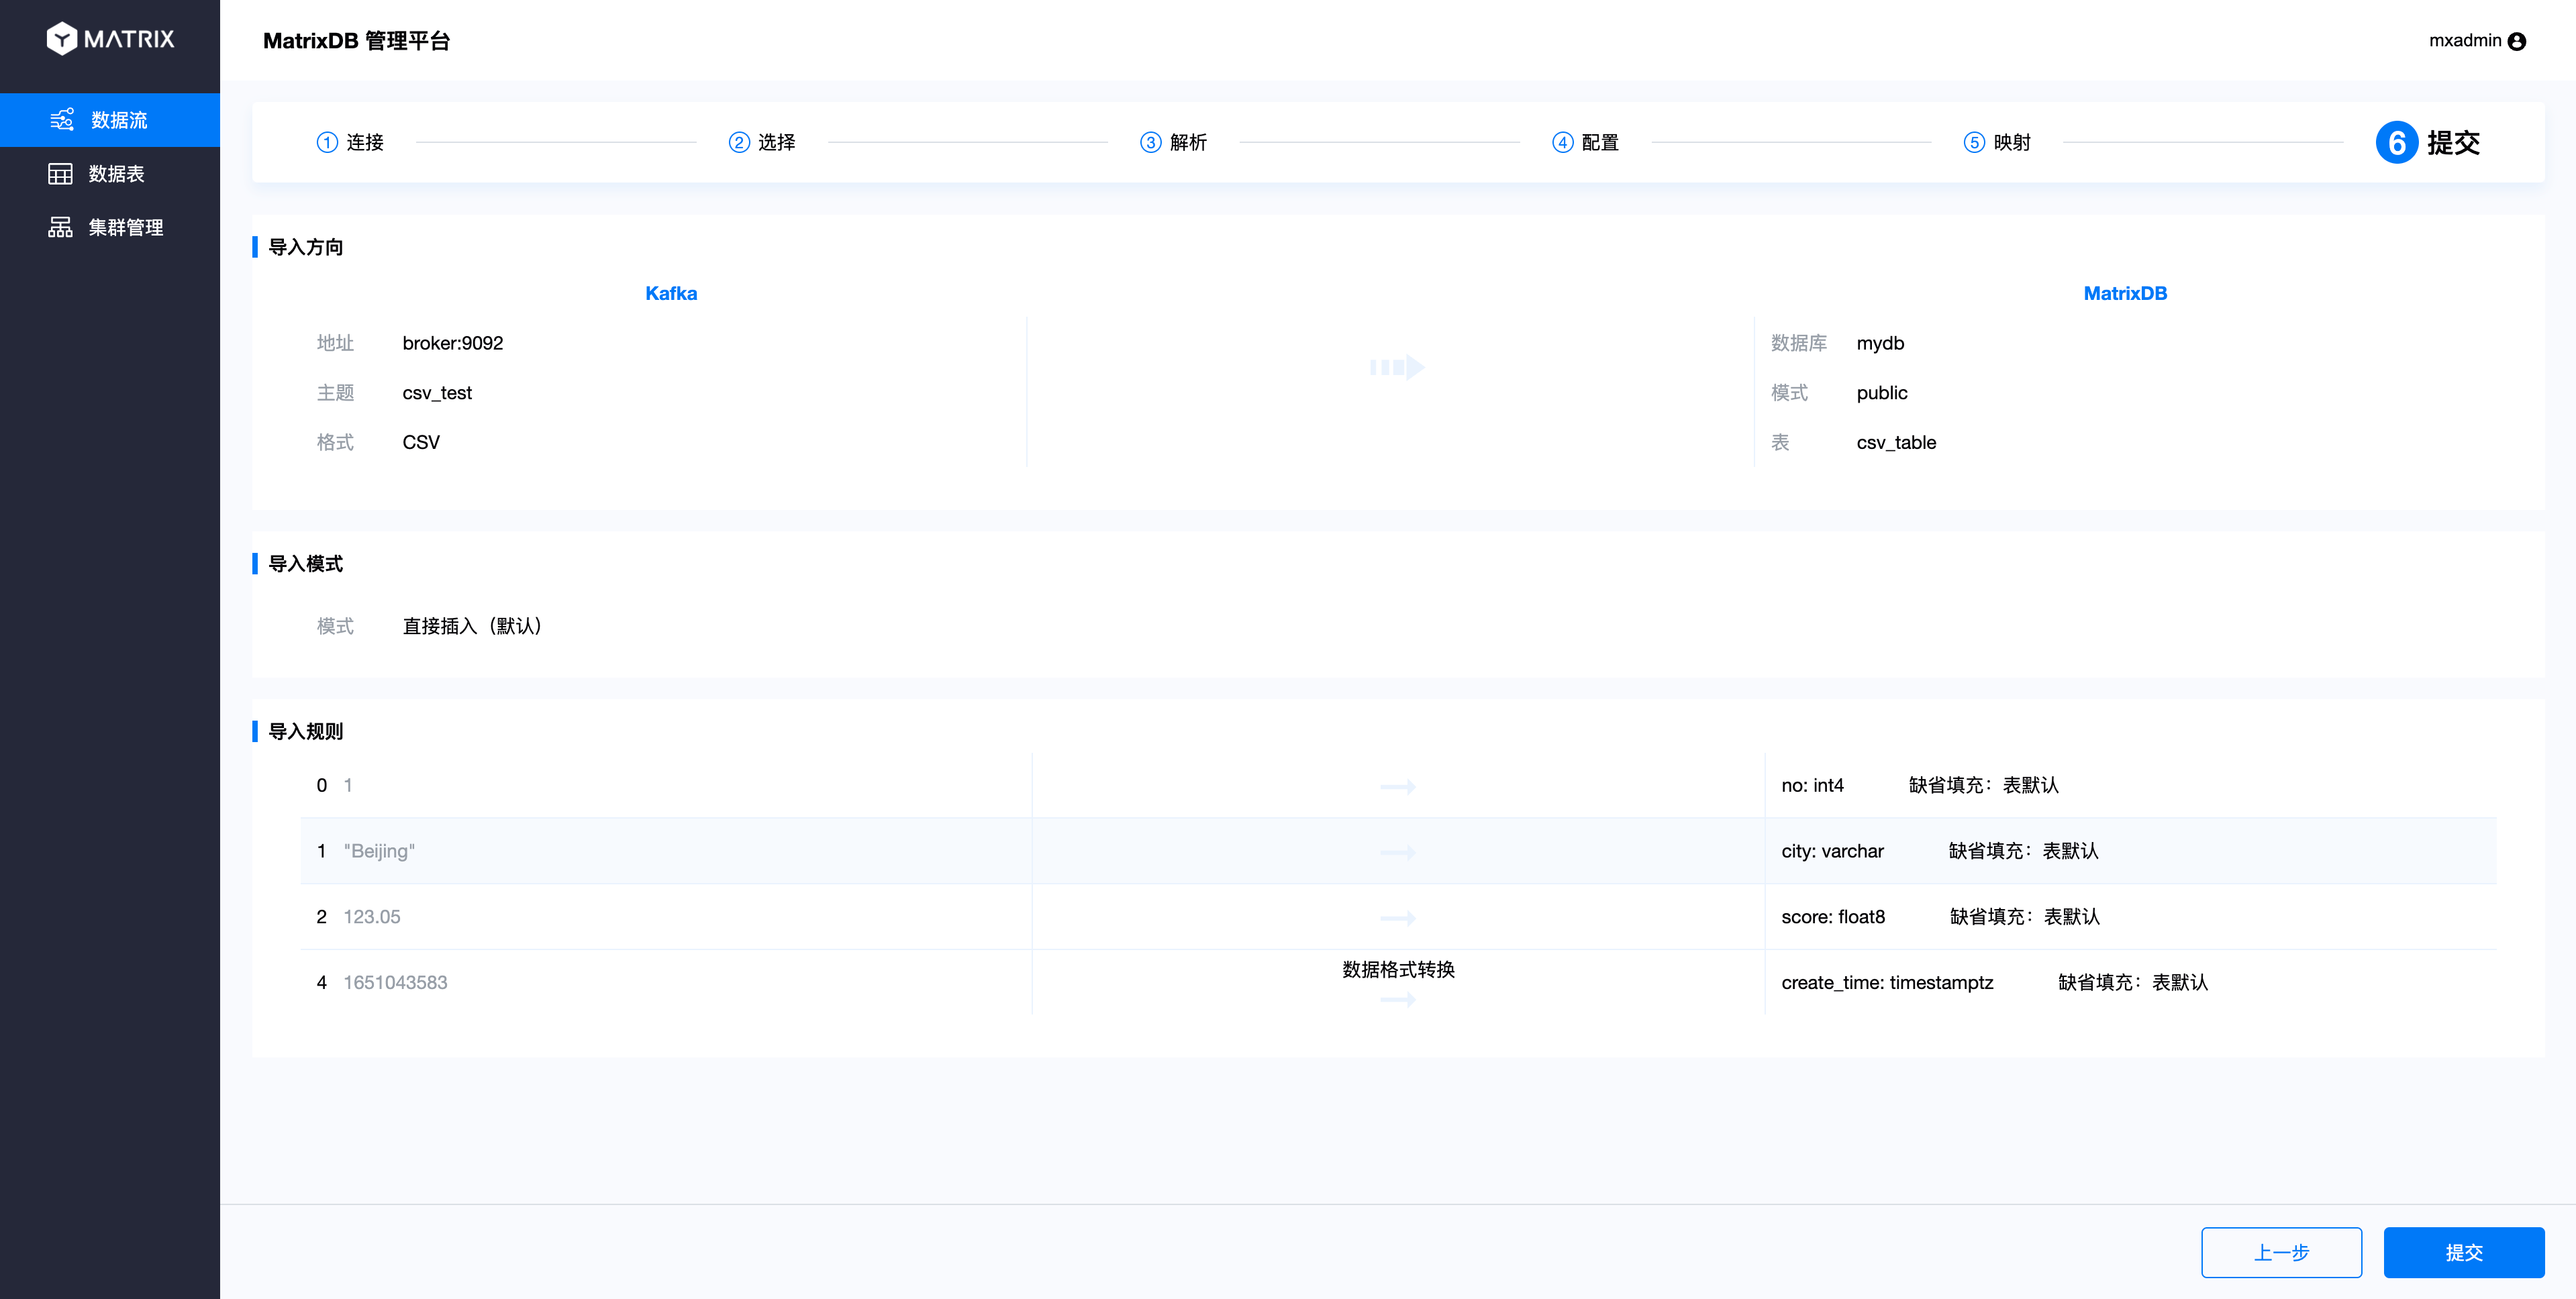 MATRIX
MatrixDB 管理平台
mxadmin
数据流
数据表
集群管理
1 连接
2 选择
3 解析
4 配置
5 映射
6 提交
导入方向
Kafka
MatrixDB
地址 broker:9092
数据库 mydb
主题 csv_test
模式 public
格式 CSV
表 csv_table
导入模式
模式 直接插入（默认）
导入规则
0 1 no: int4 缺省填充：表默认
1 "Beijing" city: varchar 缺省填充：表默认
2 123.05 score: float8 缺省填充：表默认
数据格式转换
4 1651043583 create_time: timestamptz 缺省填充：表默认
上一步
提交